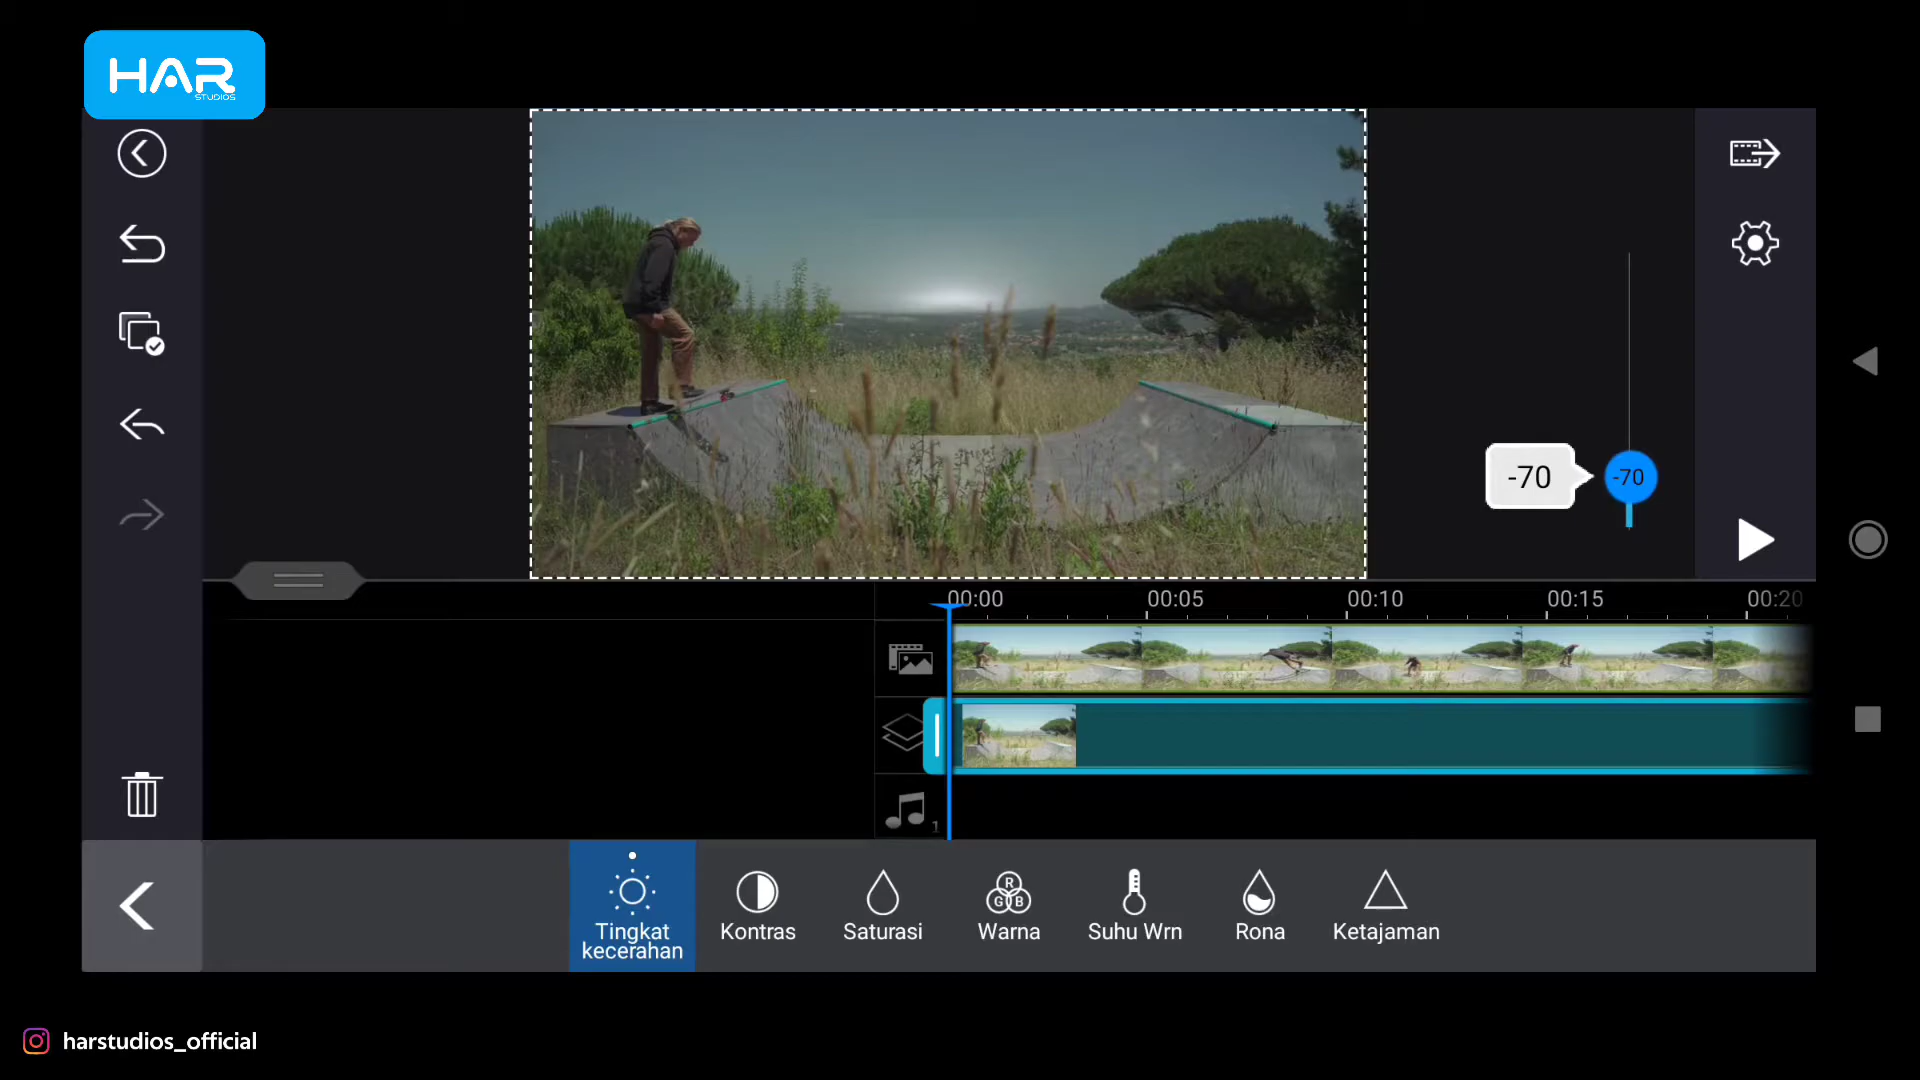 HAR
STUDIOS
-70
-70
00:00
00:05
00:10
00:15
00:20
1
Tingkat
kecerahan
Kontras
Saturasi
R
G B
Warna
Suhu Wrn
Rona
Ketajaman
harstudios_official